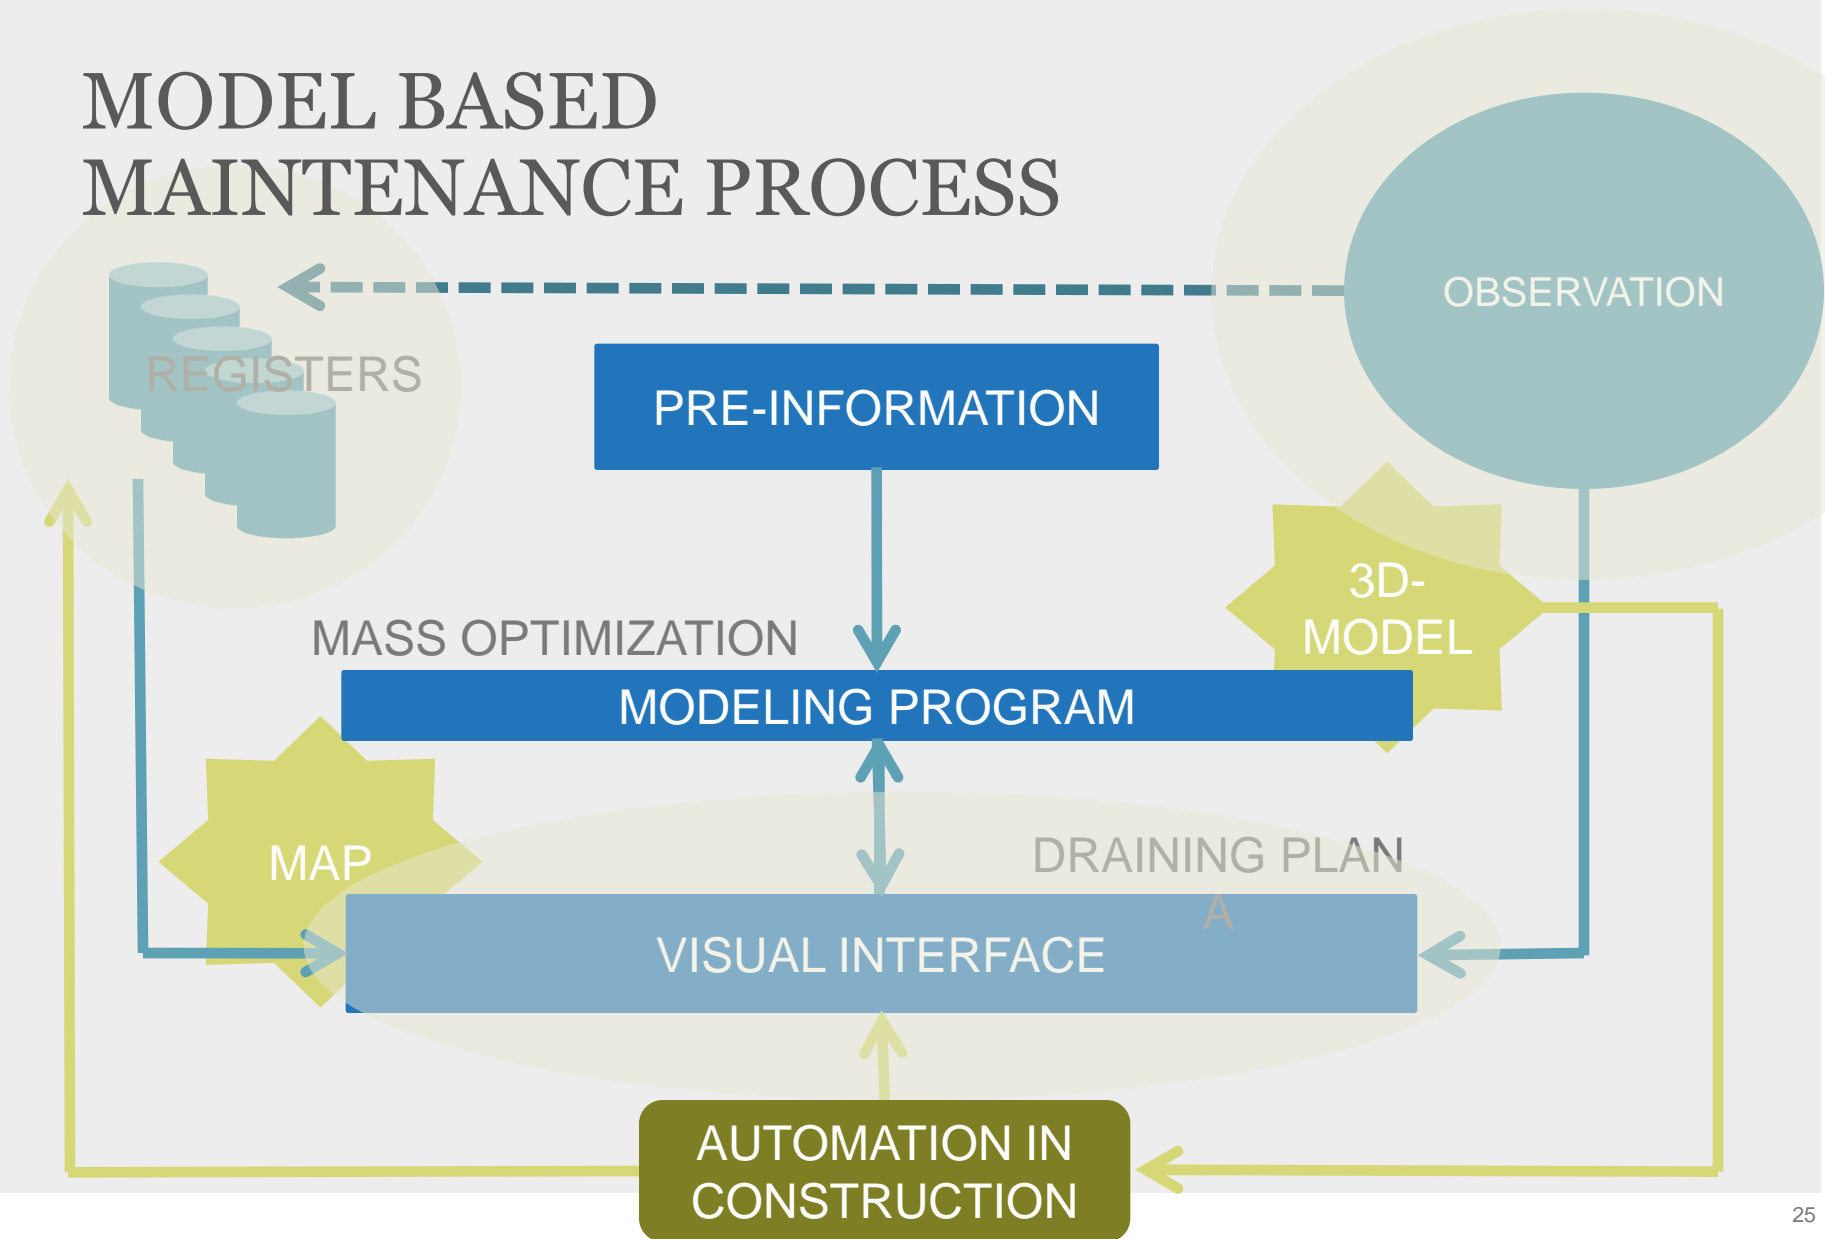 MODEL BASED
MAINTENANCE PROCESS
OBSERVATION
REGISTERS
PRE-INFORMATION
3D-
MODEL
MASS OPTIMIZATION
MODELING PROGRAM
MAP
DRAINING PLAN
A
VISUAL INTERFACE
AUTOMATION IN
CONSTRUCTION
25